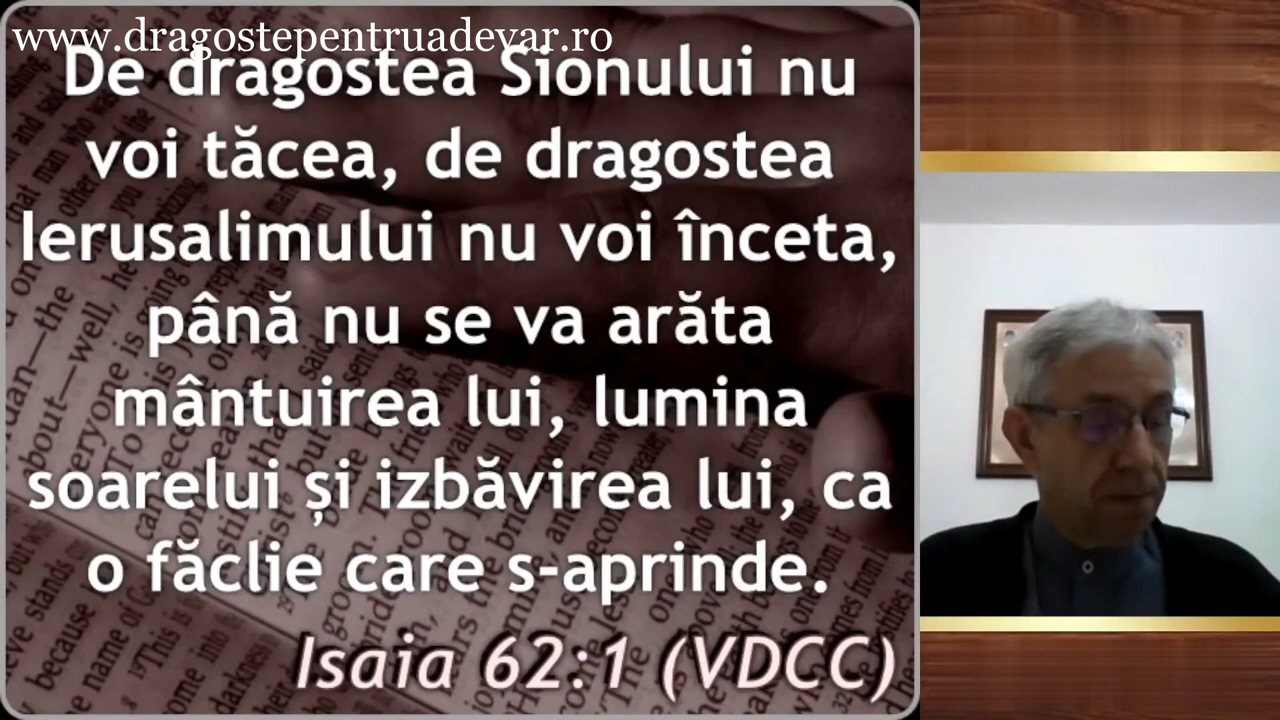 www.dragostepentruadevar.ro
De dragostea Sionului nu
voi tăcea, de dragostea
Ierusalimului nu voi înceta,
până nu se va arăta
mântuirea lui, lumina
soarelui și izbăvirea lui, ca
o făclie care s-aprinde.
Isaia 62:1 (VDCC)